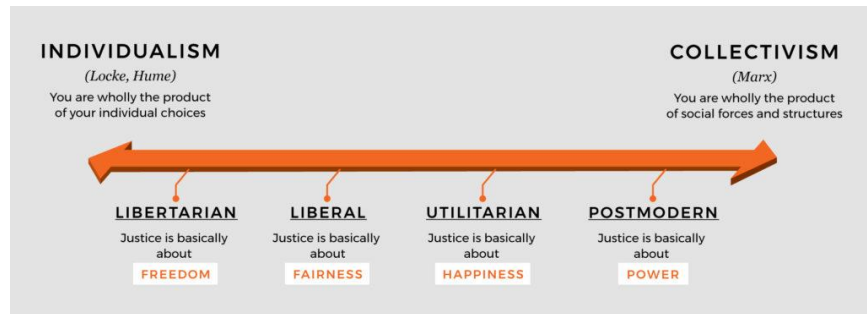 INDIVIDUALISM
(Locke, Hume)
You are wholly the product
of your individual choices
COLLECTIVISM
(Marx)
You are wholly the product
of social forces and structures
LIBERTARIAN
Justice is basically
about
FREEDOM
LIBERAL
Justice is basically
about
FAIRNESS
UTILITARIAN
Justice is basically
about
HAPPINESS
POSTMODERN
Justice is basically
about
POWER